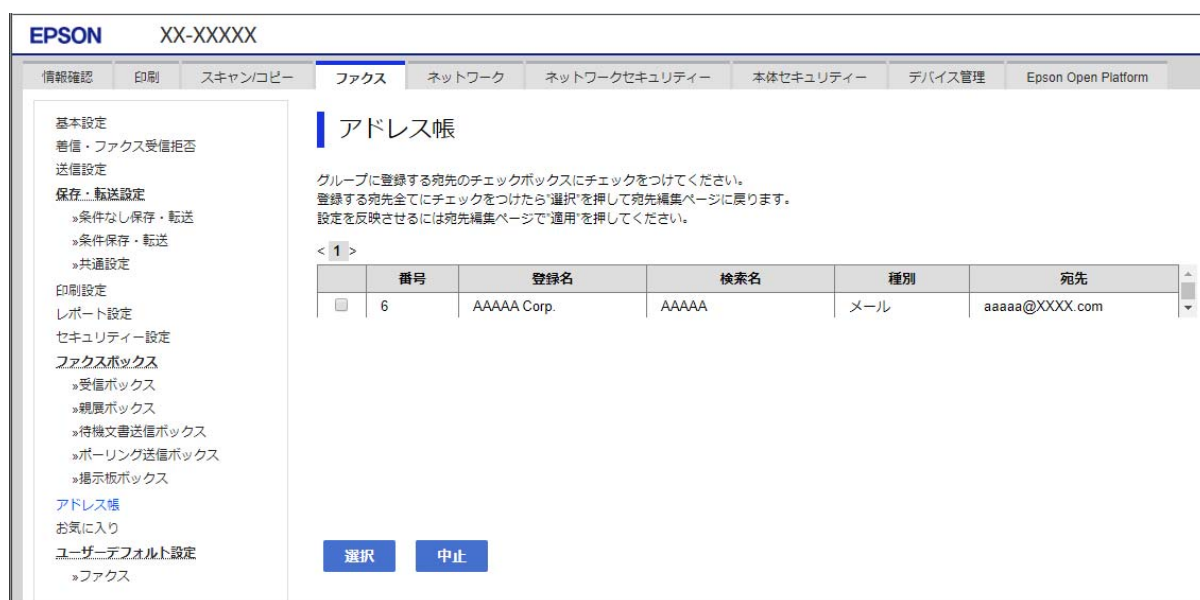 EPSON XX-XXXXX
情報確認 印刷 スキャン/コピー ファクス ネットワーク ネットワークセキュリティー 本体セキュリティー デバイス管理 Epson Open Platform
基本設定
着信・ファクス受信拒否
送信設定
保存・転送設定
»条件なし保存・転送
»条件保存・転送
»共通設定
印刷設定
レポート設定
セキュリティー設定
ファクスボックス
»受信ボックス
»親展ボックス
»待機文書送信ボックス
»ポーリング送信ボックス
»掲示板ボックス
アドレス帳
お気に入り
ユーザーデフォルト設定
»ファクス
アドレス帳
グループに登録する宛先のチェックボックスにチェックをつけてください。
登録する宛先全てにチェックをつけたら"選択"を押して宛先編集ページに戻ります。
設定を反映させるには宛先編集ページで"適用"を押してください。
< 1 >
番号 登録名 検索名 種別 宛先
6 AAAAA Corp. AAAAA メール aaaaa@XXXX.com
選択 中止